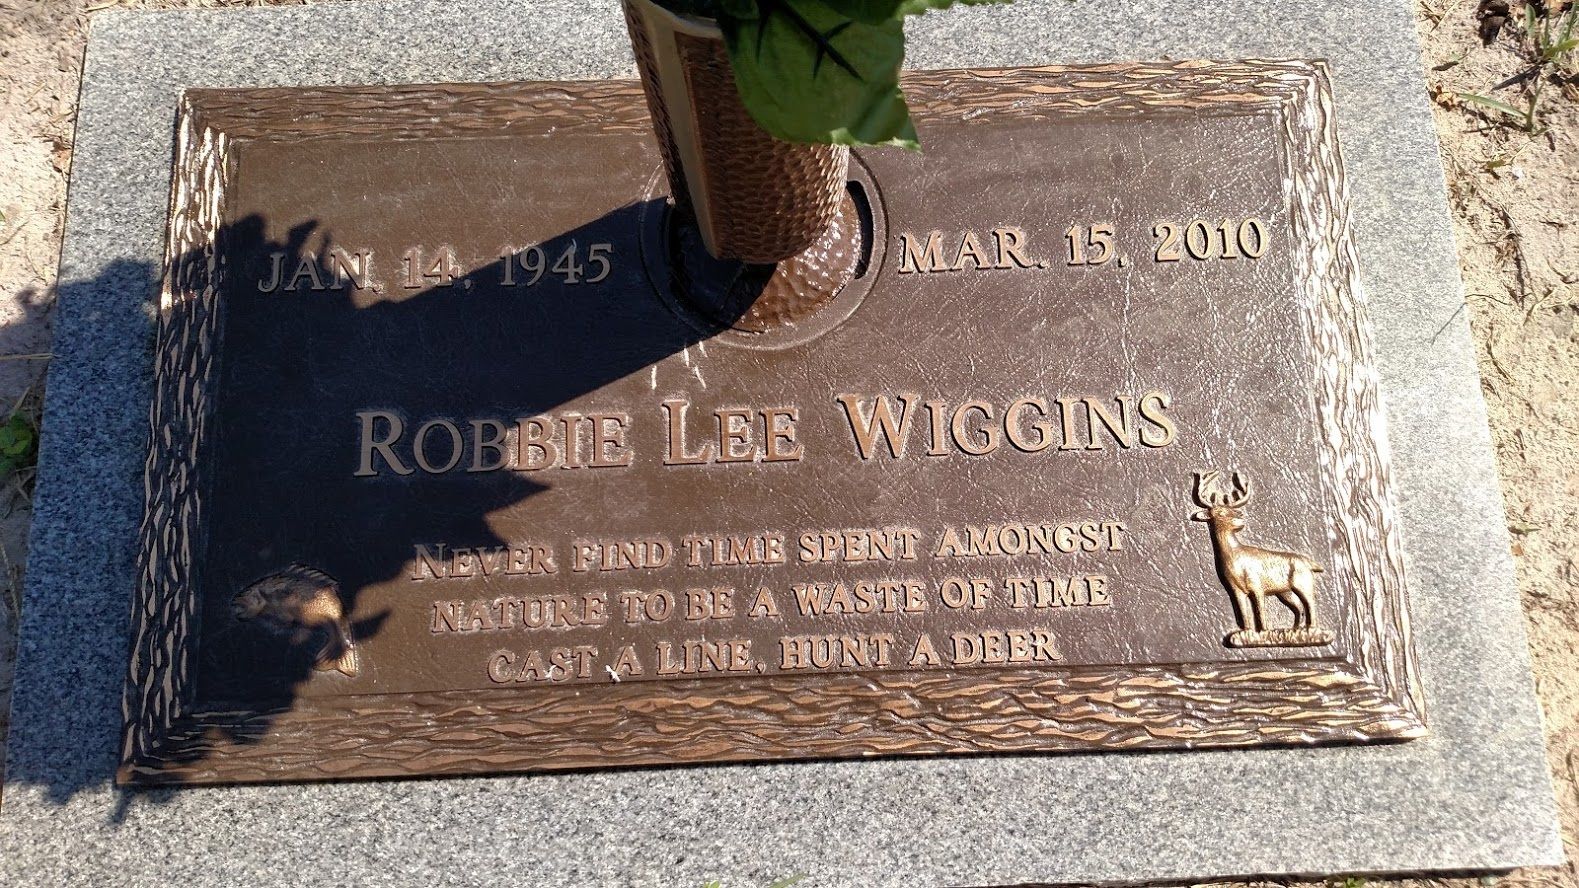 JAN. 14, 1945 MAR. 15, 2010
ROBBIE LEE WIGGINS
NEVER FIND TIME SPENT AMONGST
NATURE TO BE A WASTE OF TIME
CAST A LINE, HUNT A DEER